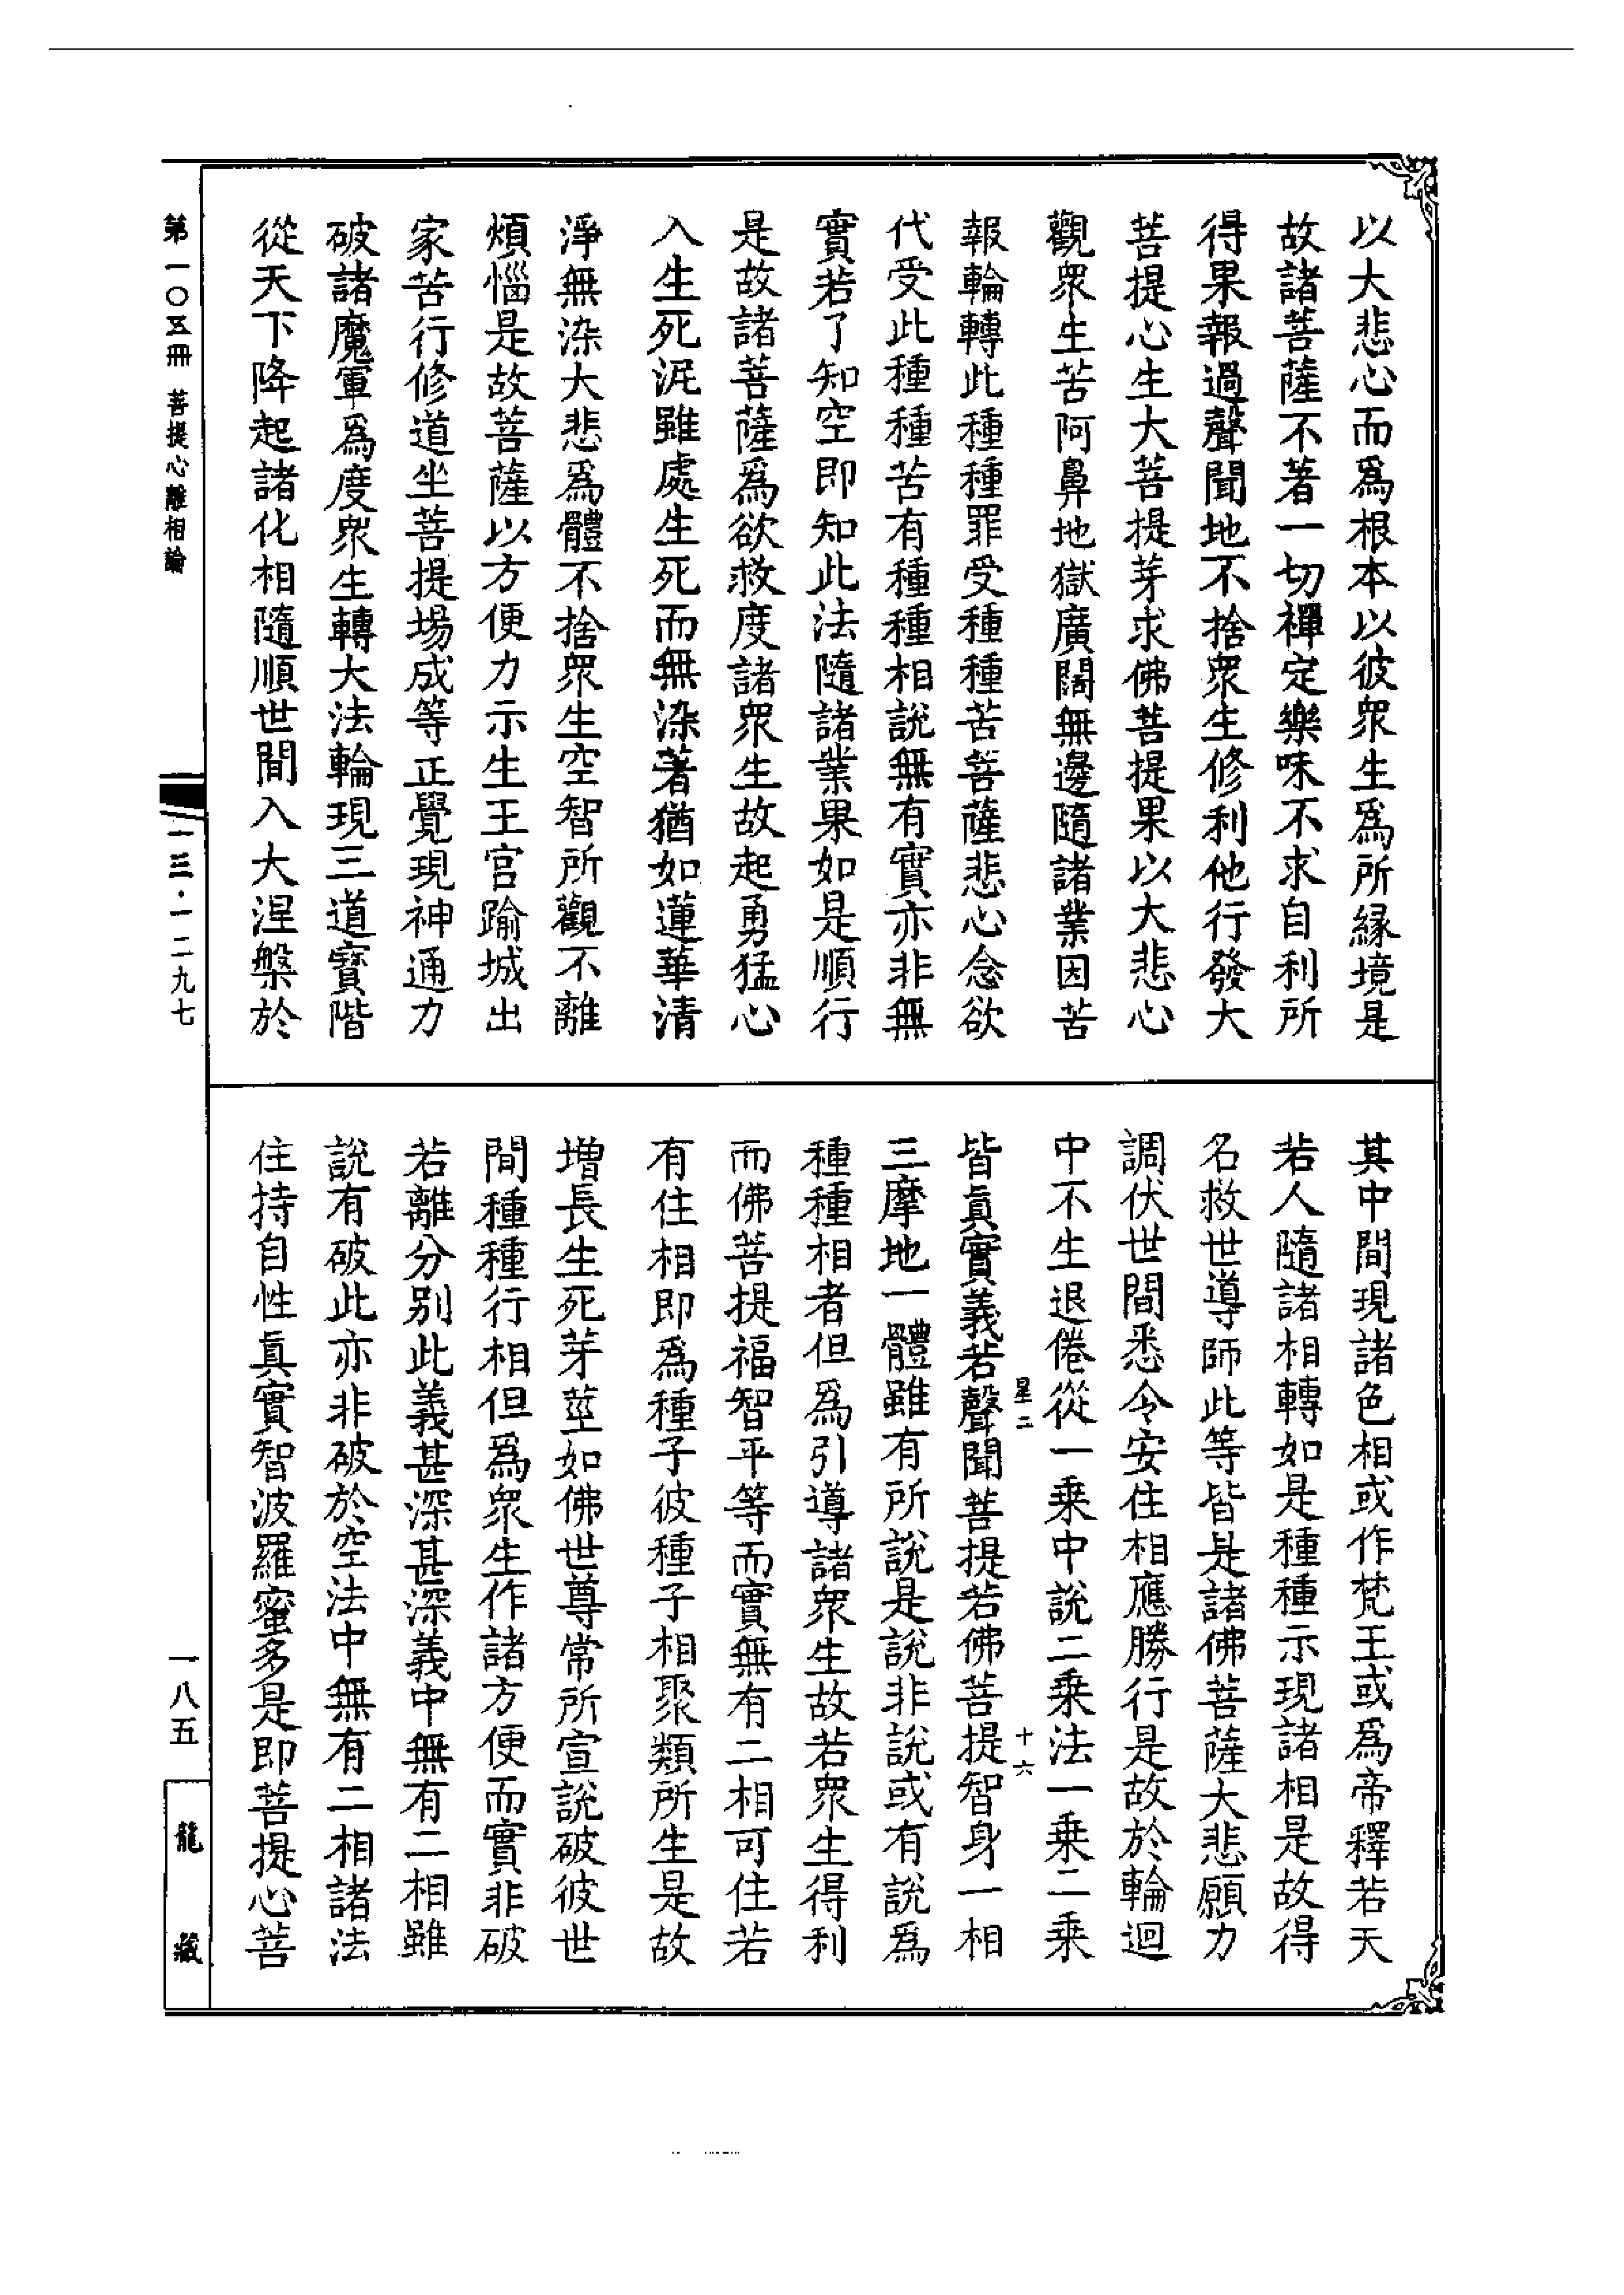 以大悲心而爲根本以彼衆生爲所緣境是
故諸菩薩不著一切禪定樂味不求自利所
得果報過聲聞地不捨衆生修利他行發大
菩提心生大菩提芽求佛菩提果以大悲心
觀衆生苦阿鼻地獄廣闊無邊隨諸業因苦
報輪轉此種種罪受種種苦菩薩悲心念欲
代受此種種苦有種種相說無有實亦非無
實若了知空即知此法隨諸業果如是順行
是故諸菩薩爲欲救度諸衆生故起勇猛心
入生死泥雖處生死而無染著猶如蓮華清
淨無染大悲爲體不捨衆生空智所觀不離
煩惱是故菩薩以方便力示生王宮踰城出
家苦行修道坐菩提場成等正覺現神通力
破諸魔軍爲度衆生轉大法輪現三道寶階
從天下降起諸化相隨順世間入大涅槃於
其中間現諸色相或作梵王或爲帝釋若天
若人隨諸相轉如是種種示現諸相是故得
名救世導師此等皆是諸佛菩薩大悲願力
調伏世間悉令安住相應勝行是故於輪迴
中不生退倦從一乘中說二乘法一乘二乘
星二 十六
皆真實義若聲聞菩提若佛菩提智身一相
三摩地一體雖有所說是說非說或有說爲
種種相者但爲引導諸衆生故若衆生得利
而佛菩提福智平等而實無有二相可住若
有住相即爲種子彼種子相聚類所生是故
增長生死芽莖如佛世尊常所宣說破彼世
間種種行相但爲衆生作諸方便而實非破
若離分別此義甚深甚深義中無有二相雖
說有破此亦非破於空法中無有二相諸法
住持自性真實智波羅蜜多是即菩提心菩
第一〇五冊 菩提心離相論
一三·一二九七
一八五
龍藏